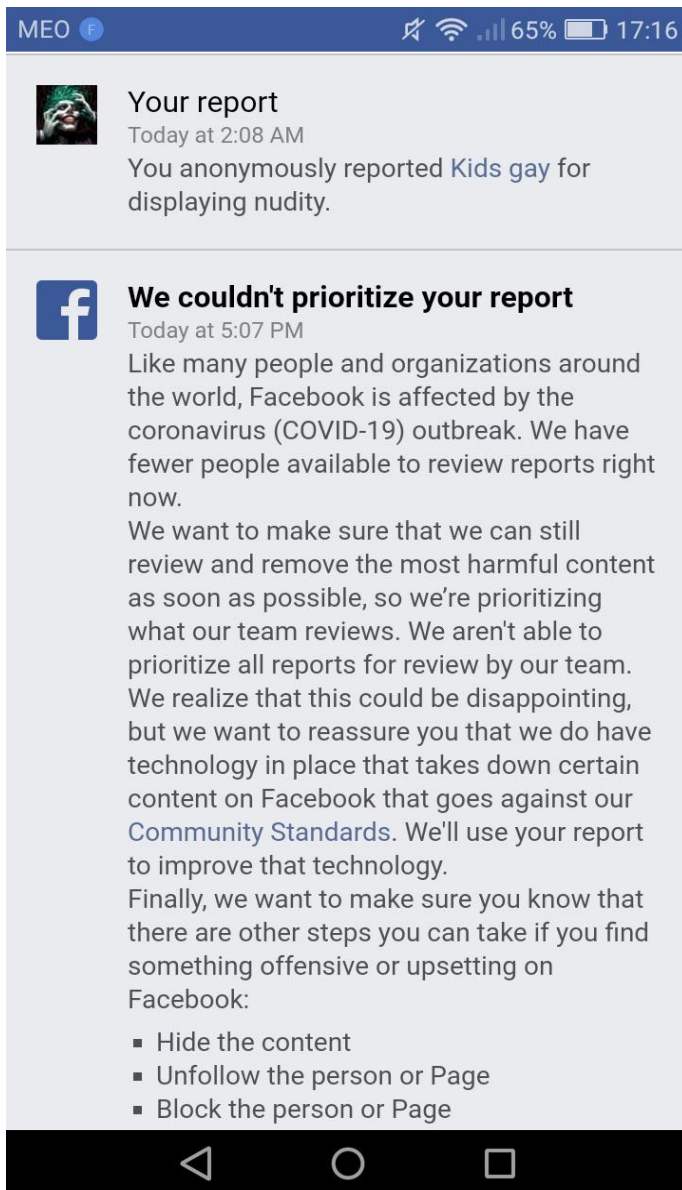 MEO F 65% 17:16
Your report
Today at 2:08 AM
You anonymously reported Kids gay for
displaying nudity.
We couldn't prioritize your report
Today at 5:07 PM
Like many people and organizations around
the world, Facebook is affected by the
coronavirus (COVID-19) outbreak. We have
fewer people available to review reports right
now.
We want to make sure that we can still
review and remove the most harmful content
as soon as possible, so we're prioritizing
what our team reviews. We aren't able to
prioritize all reports for review by our team.
We realize that this could be disappointing,
but we want to reassure you that we do have
technology in place that takes down certain
content on Facebook that goes against our
Community Standards. We'll use your report
to improve that technology.
Finally, we want to make sure you know that
there are other steps you can take if you find
something offensive or upsetting on
Facebook:
▪ Hide the content
▪ Unfollow the person or Page
▪ Block the person or Page